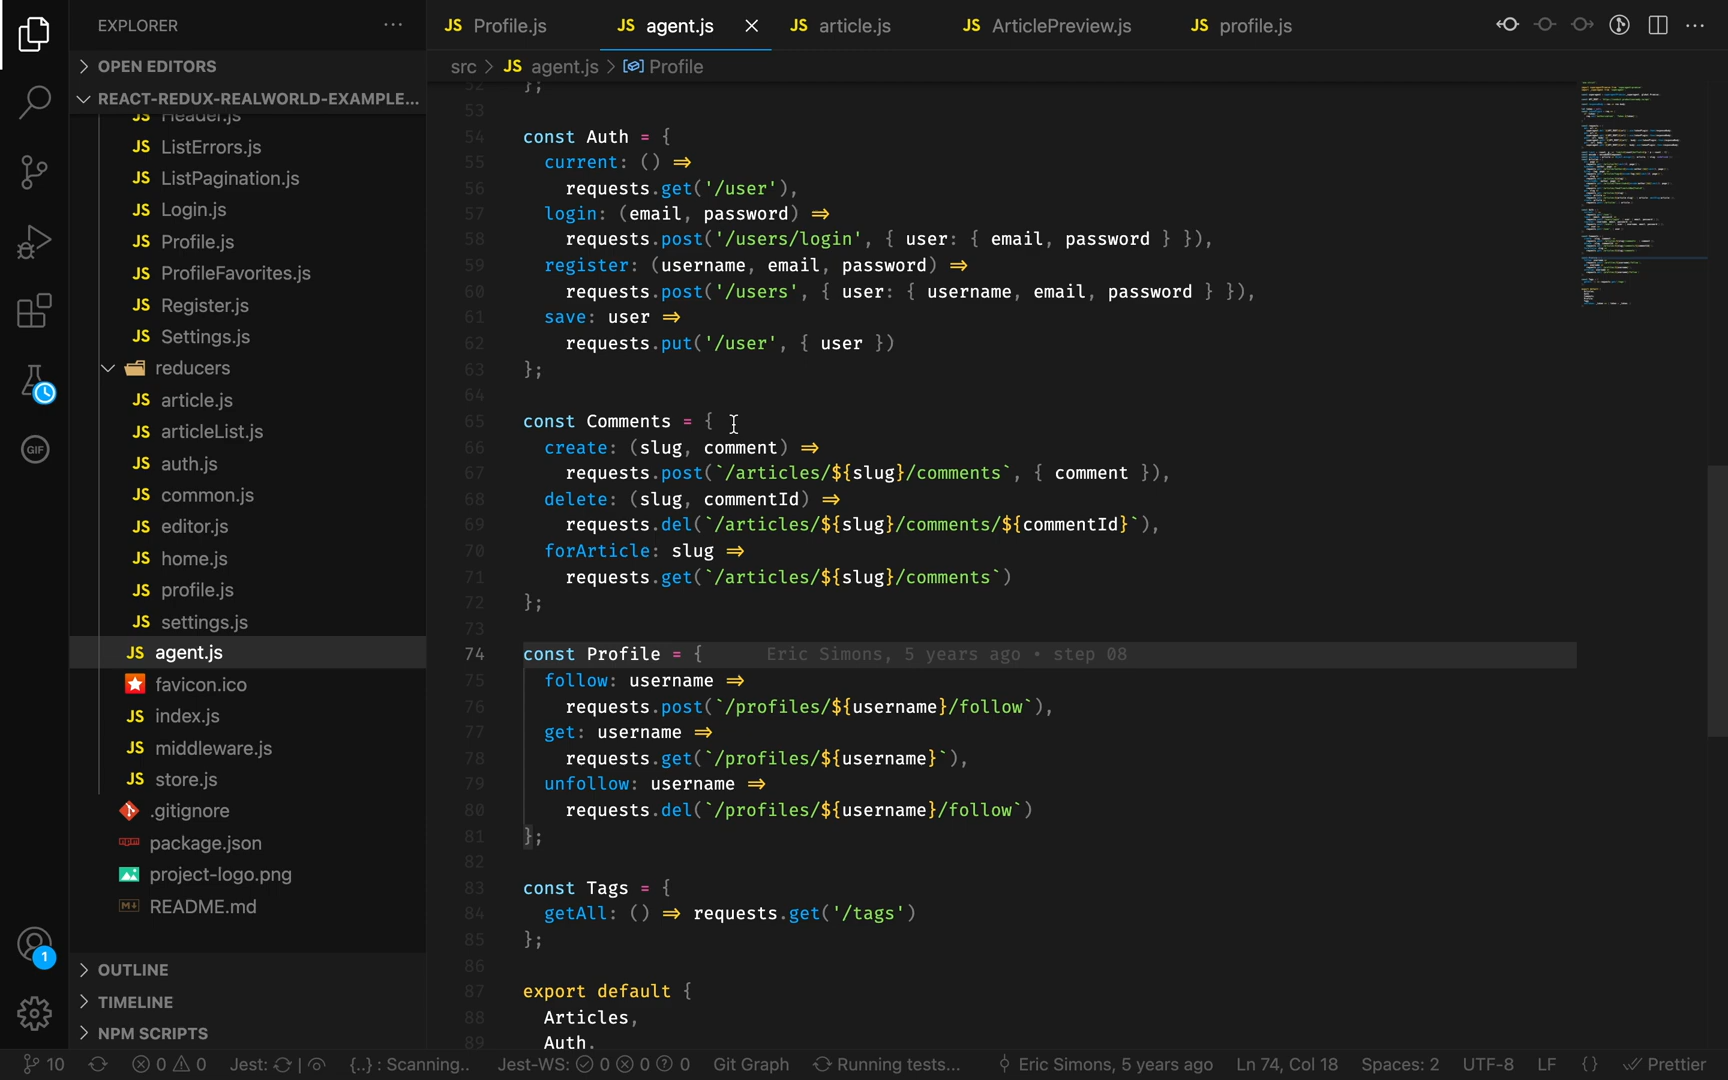 EXPLORER
···
JS Profile.js
JS agent.js
JS article.js
JS ArticlePreview.js
JS profile.js
OPEN EDITORS
REACT-REDUX-REALWORLD-EXAMPLE...
src > JS agent.js > Profile
JS Header.js
JS ListErrors.js
JS ListPagination.js
JS Login.js
JS Profile.js
JS ProfileFavorites.js
JS Register.js
JS Settings.js
reducers
JS article.js
JS articleList.js
JS auth.js
JS common.js
JS editor.js
JS home.js
JS profile.js
JS settings.js
JS agent.js
favicon.ico
JS index.js
JS middleware.js
JS store.js
.gitignore
package.json
project-logo.png
README.md
OUTLINE
TIMELINE
NPM SCRIPTS
GIF
1
52 };
53
54 const Auth = {
55 current: () ⇒
56 requests.get('/user'),
57 login: (email, password) ⇒
58 requests.post('/users/login', { user: { email, password } }),
59 register: (username, email, password) ⇒
60 requests.post('/users', { user: { username, email, password } }),
61 save: user ⇒
62 requests.put('/user', { user })
63 };
64
65 const Comments = {
66 create: (slug, comment) ⇒
67 requests.post(`/articles/${slug}/comments`, { comment }),
68 delete: (slug, commentId) ⇒
69 requests.del(`/articles/${slug}/comments/${commentId}`),
70 forArticle: slug ⇒
71 requests.get(`/articles/${slug}/comments`)
72 };
73
74 const Profile = { Eric Simons, 5 years ago • step 08
75 follow: username ⇒
76 requests.post(`/profiles/${username}/follow`),
77 get: username ⇒
78 requests.get(`/profiles/${username}`),
79 unfollow: username ⇒
80 requests.del(`/profiles/${username}/follow`)
81 };
82
83 const Tags = {
84 getAll: () ⇒ requests.get('/tags')
85 };
86
87 export default {
88 Articles,
89 Auth,
10
0 0
Jest:
{..} : Scanning..
Jest-WS: 0 0 0
Git Graph
Running tests...
Eric Simons, 5 years ago
Ln 74, Col 18
Spaces: 2
UTF-8
LF
{}
Prettier